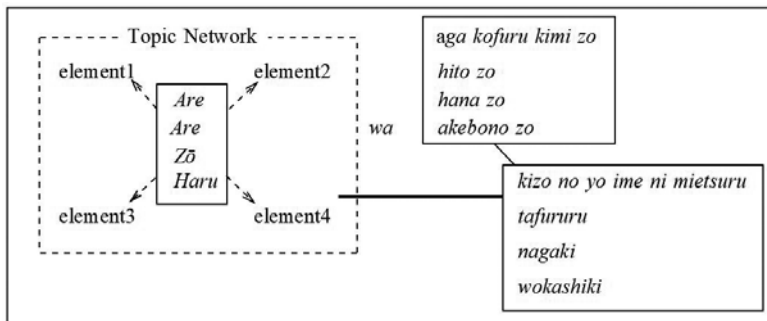 Topic Network
element1
element2
Are
Are
Zō
Haru
element3
element4
wa
aga kofuru kimi zo
hito zo
hana zo
akebono zo
kizo no yo ime ni mietsuru
tafururu
nagaki
wokashiki